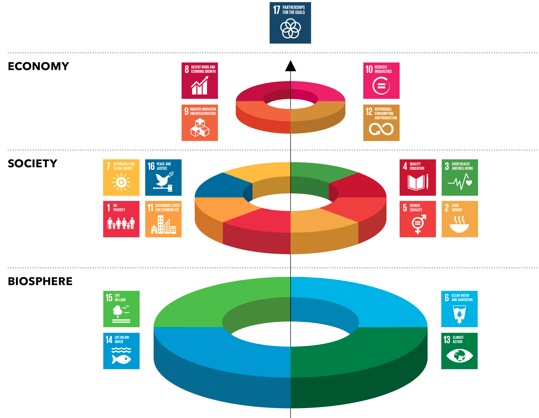 17 PARTNERSHIPS
FOR THE GOALS
ECONOMY
8 DECENT WORK AND
ECONOMIC GROWTH
10 REDUCED
INEQUALITIES
9 INDUSTRY, INNOVATION
AND INFRASTRUCTURE
12 RESPONSIBLE
CONSUMPTION
AND PRODUCTION
SOCIETY
7 AFFORDABLE AND
CLEAN ENERGY
16 PEACE AND
JUSTICE
4 QUALITY
EDUCATION
3 GOOD HEALTH
AND WELL-BEING
1 NO
POVERTY
11 SUSTAINABLE CITIES
AND COMMUNITIES
5 GENDER
EQUALITY
2 ZERO
HUNGER
BIOSPHERE
15 LIFE
ON LAND
6 CLEAN WATER
AND SANITATION
14 LIFE BELOW
WATER
13 CLIMATE
ACTION